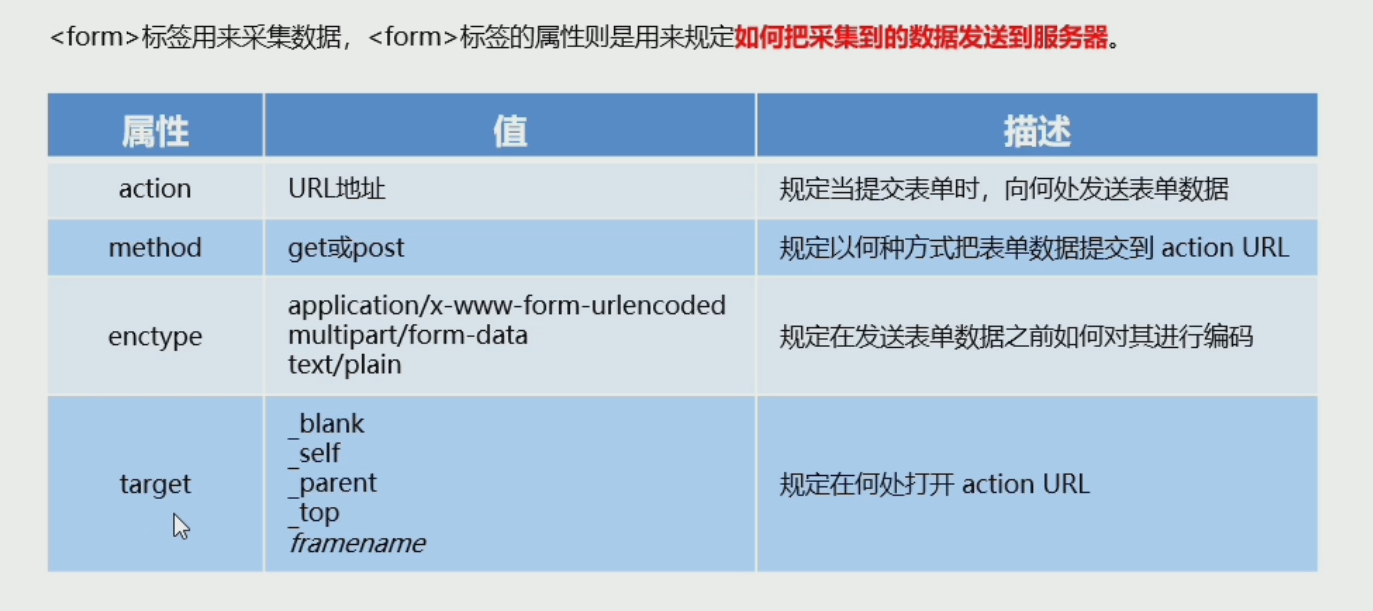 <form>标签用来采集数据，<form>标签的属性则是用来规定如何把采集到的数据发送到服务器。
属性 值 描述
action URL地址 规定当提交表单时，向何处发送表单数据
method get或post 规定以何种方式把表单数据提交到 action URL
enctype application/x-www-form-urlencoded
multipart/form-data
text/plain
规定在发送表单数据之前如何对其进行编码
target _blank
_self
_parent
_top
framename
规定在何处打开 action URL